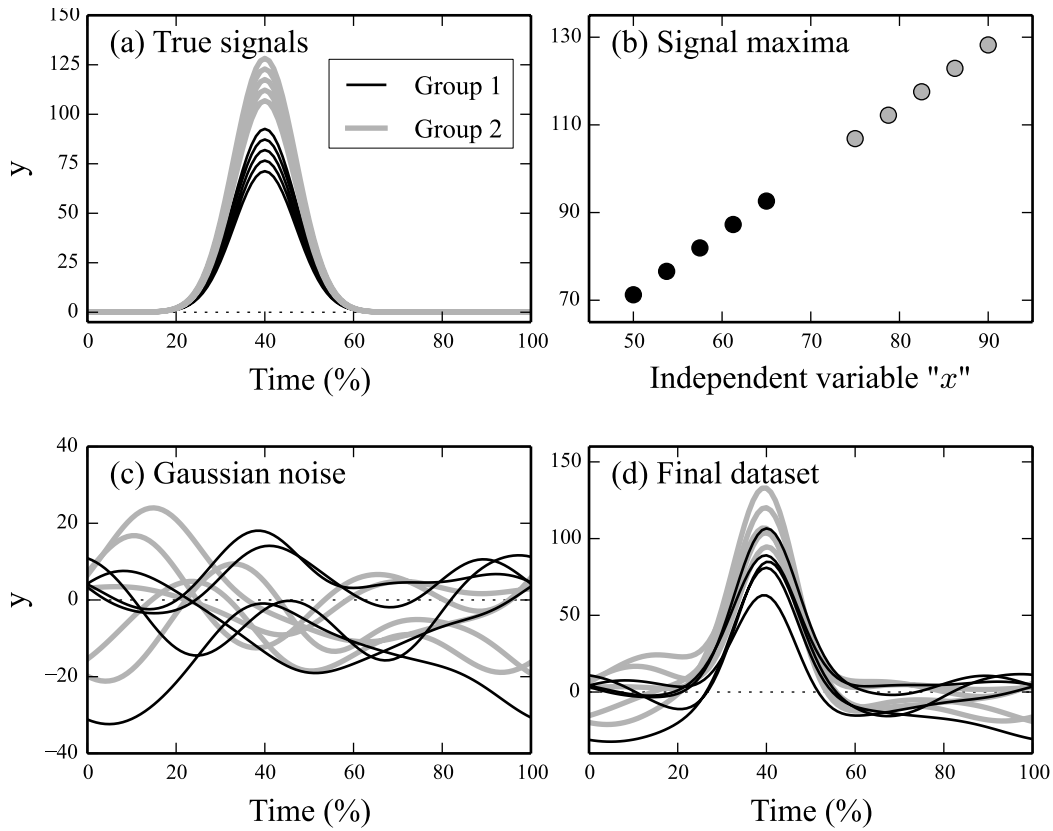 (a) True signals
150
125
100
75
50
25
0
y
Group 1
Group 2
0 20 40 60 80 100
Time (%)
(b) Signal maxima
130
110
90
70
50 60 70 80 90
Independent variable "x"
(c) Gaussian noise
40
20
0
−20
−40
y
0 20 40 60 80 100
Time (%)
(d) Final dataset
150
100
50
0
0 20 40 60 80 100
Time (%)